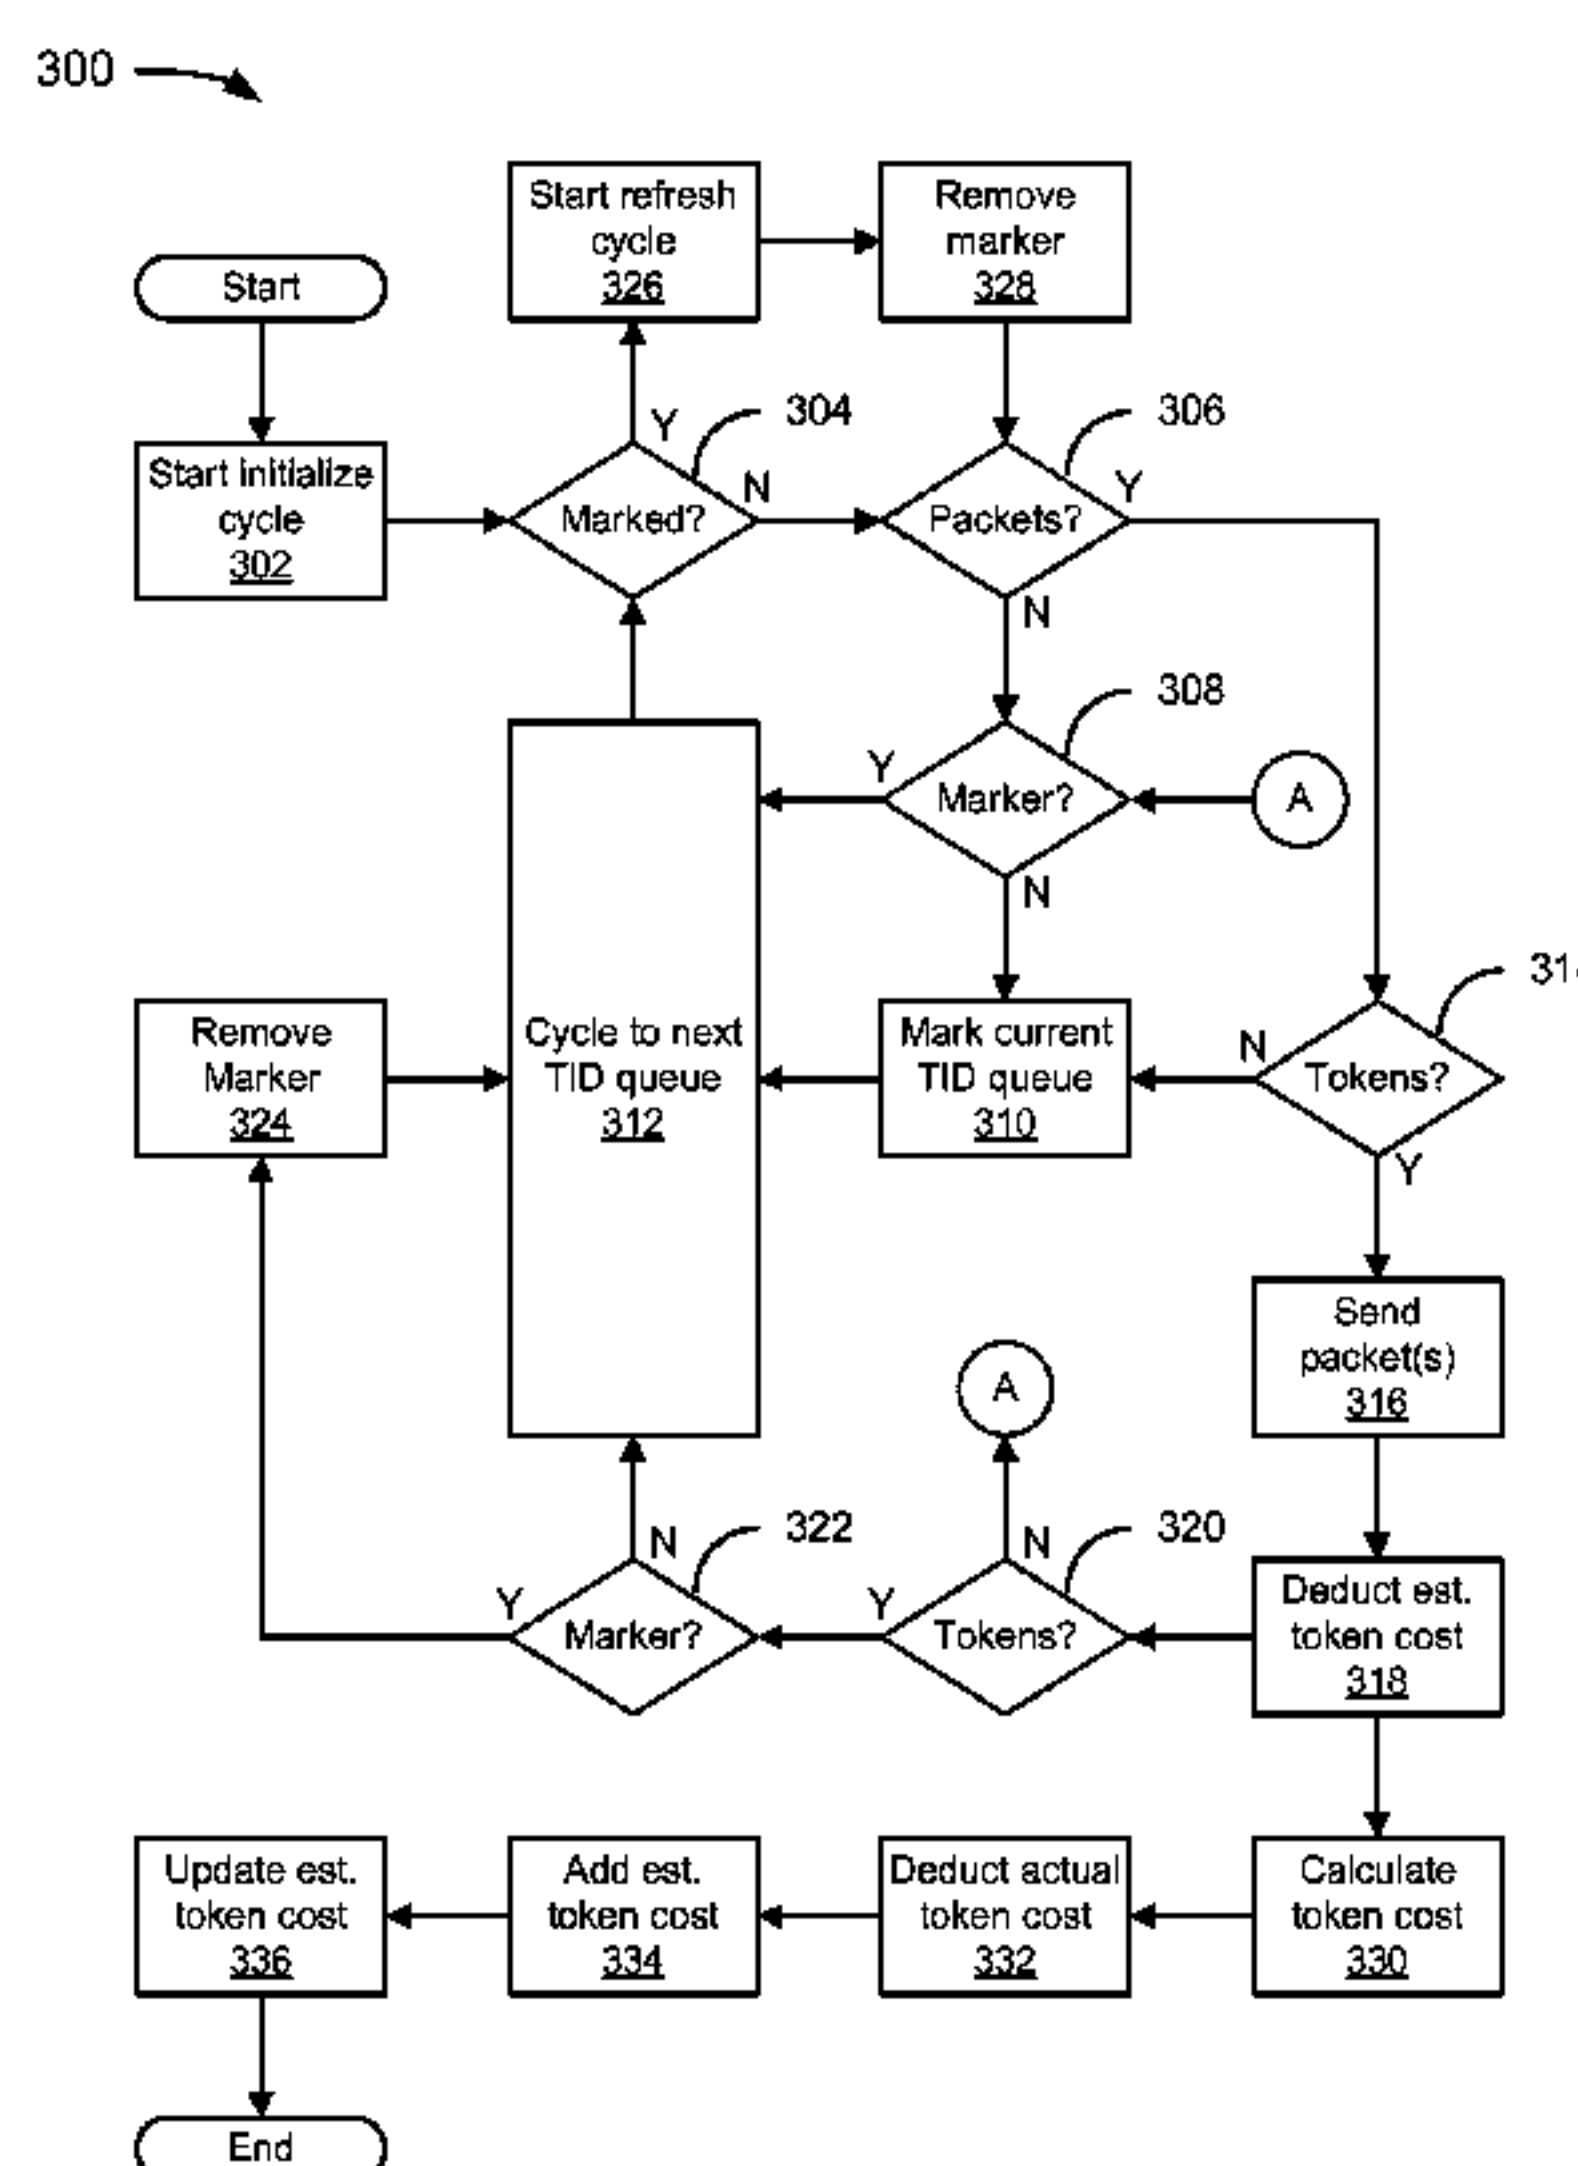 300
Start refresh
cycle
326
Remove
marker
328
Start
Y
304
306
Start initialize
cycle
302
Marked?
N
Packets?
Y
N
308
Y
Marker?
A
N
Remove
Marker
324
Cycle to next
TID queue
312
Mark current
TID queue
310
N
Tokens?
Y
Send
packet(s)
316
A
322
320
N
N
Y
Marker?
Y
Tokens?
Deduct est.
token cost
318
Update est.
token cost
336
Add est.
token cost
334
Deduct actual
token cost
332
Calculate
token cost
330
End